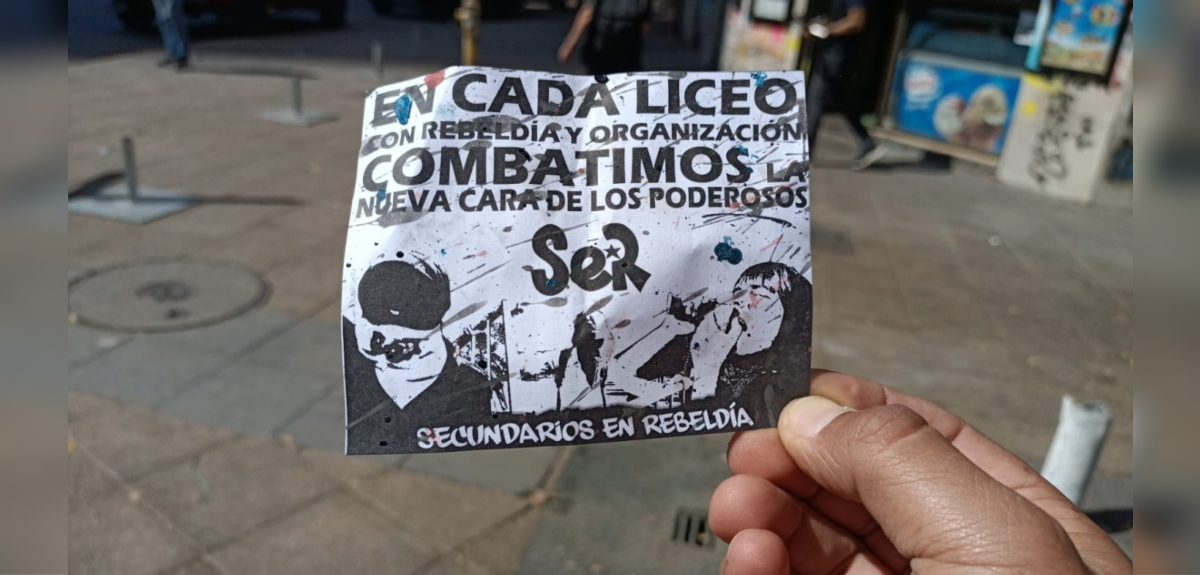 EN CADA LICEO
CON REBELDÍA Y ORGANIZACIÓN
COMBATIMOS LA
NUEVA CARA DE LOS PODEROSOS
SeR
SECUNDARIOS EN REBELDÍA